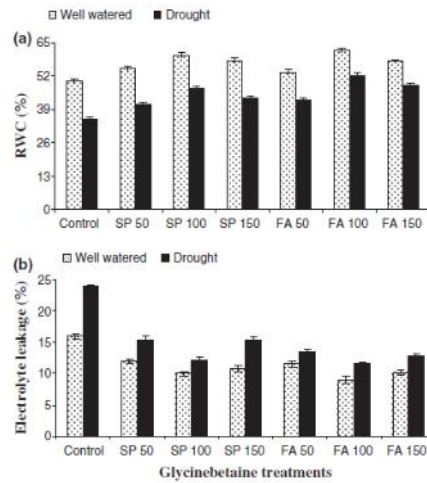 Well watered Drought
(a)
RWC (%)
65
52
39
26
13
0
Control SP 50 SP 100 SP 150 FA 50 FA 100 FA 150
Well watered Drought
(b)
Electrolyte leakage (%)
25
20
15
10
5
0
Control SP 50 SP 100 SP 150 FA 50 FA 100 FA 150
Glycinebetaine treatments